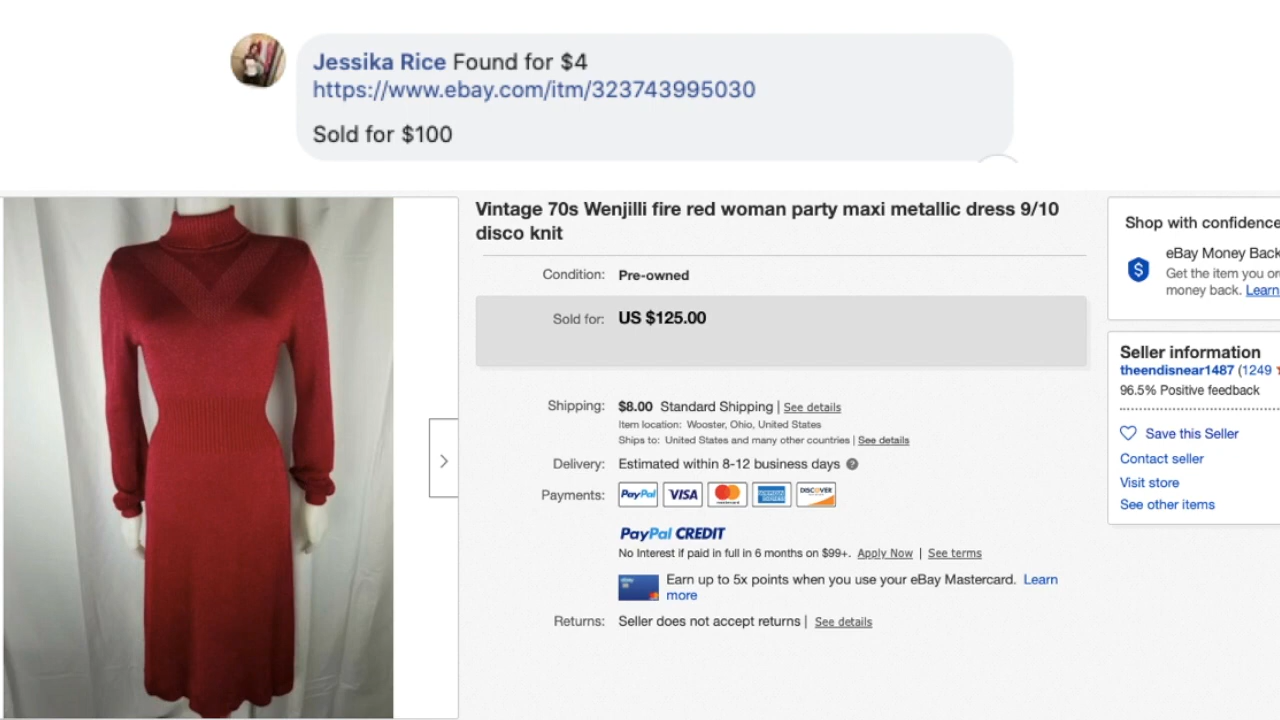 Jessika Rice Found for $4
https://www.ebay.com/itm/323743995030
Sold for $100
Vintage 70s Wenjilli fire red woman party maxi metallic dress 9/10
disco knit
Condition: Pre-owned
Sold for: US $125.00
Shipping: $8.00 Standard Shipping | See details
Item location: Wooster, Ohio, United States
Ships to: United States and many other countries | See details
Delivery: Estimated within 8-12 business days
Payments: PayPal VISA AMERICAN EXPRESS DISCOVER
PayPal CREDIT
No Interest if paid in full in 6 months on $99+. Apply Now | See terms
Earn up to 5x points when you use your eBay Mastercard. Learn
more
Returns: Seller does not accept returns | See details
Shop with confidence
eBay Money Back
Get the item you or
money back. Learn
Seller information
theendisnear1487 (1249
96.5% Positive feedback
Save this Seller
Contact seller
Visit store
See other items